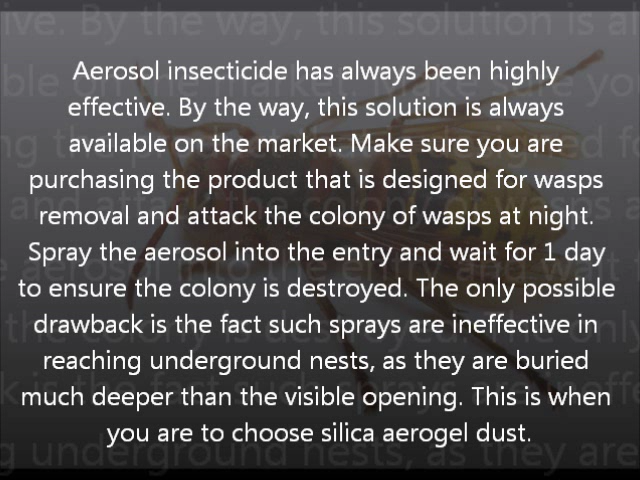 Aerosol insecticide has always been highly
effective. By the way, this solution is always
available on the market. Make sure you are
purchasing the product that is designed for wasps
removal and attack the colony of wasps at night.
Spray the aerosol into the entry and wait for 1 day
to ensure the colony is destroyed. The only possible
drawback is the fact such sprays are ineffective in
reaching underground nests, as they are buried
much deeper than the visible opening. This is when
you are to choose silica aerogel dust.